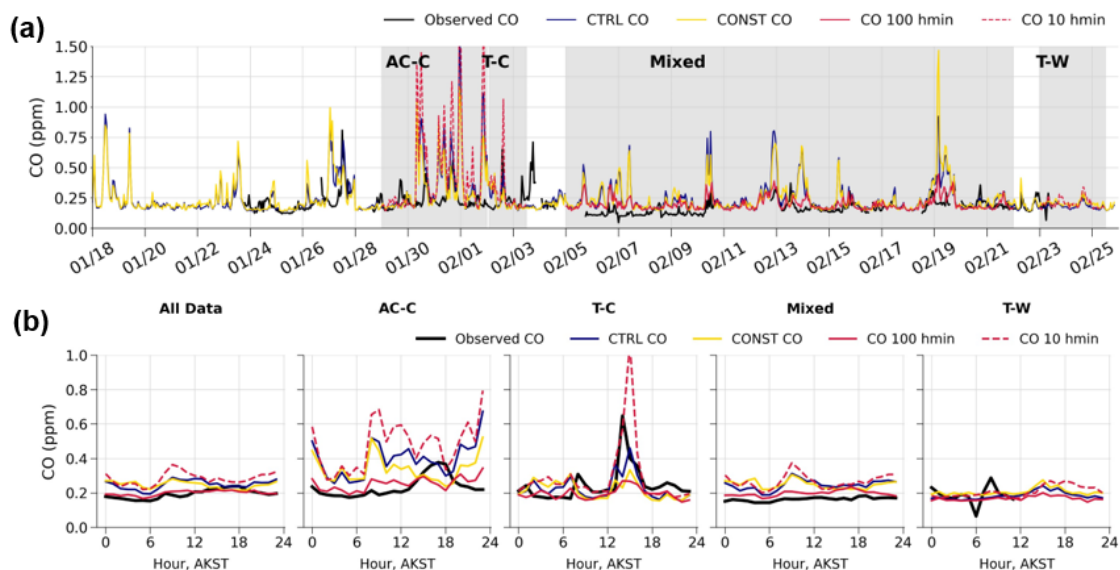 (a)
Observed CO CTRL CO CONST CO CO 100 hmin CO 10 hmin
AC-C T-C Mixed T-W
CO (ppm)
1.50
1.25
1.00
0.75
0.50
0.25
0.00
01/18 01/20 01/22 01/24 01/26 01/28 01/30 02/01 02/03 02/05 02/07 02/09 02/11 02/13 02/15 02/17 02/19 02/21 02/23 02/25
(b)
All Data AC-C T-C Mixed T-W
Observed CO CTRL CO CONST CO CO 100 hmin CO 10 hmin
CO (ppm)
1.0
0.8
0.6
0.4
0.2
0.0
0 6 12 18 24 0 6 12 18 24 0 6 12 18 24 0 6 12 18 24 0 6 12 18 24
Hour, AKST Hour, AKST Hour, AKST Hour, AKST Hour, AKST